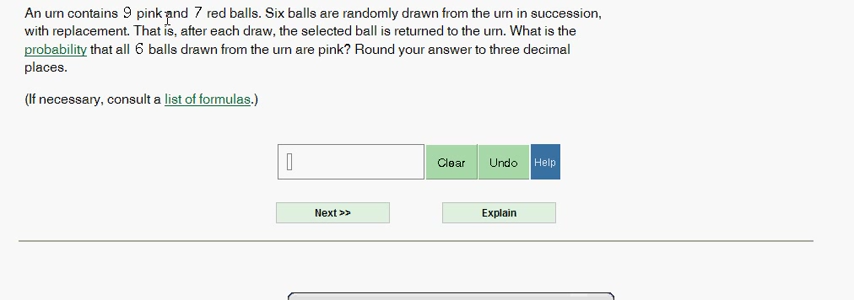 An urn contains 9 pink and 7 red balls. Six balls are randomly drawn from the urn in succession,
with replacement. That is, after each draw, the selected ball is returned to the urn. What is the
probability that all 6 balls drawn from the urn are pink? Round your answer to three decimal
places.
(If necessary, consult a list of formulas.)
Clear Undo Help
Next >> Explain